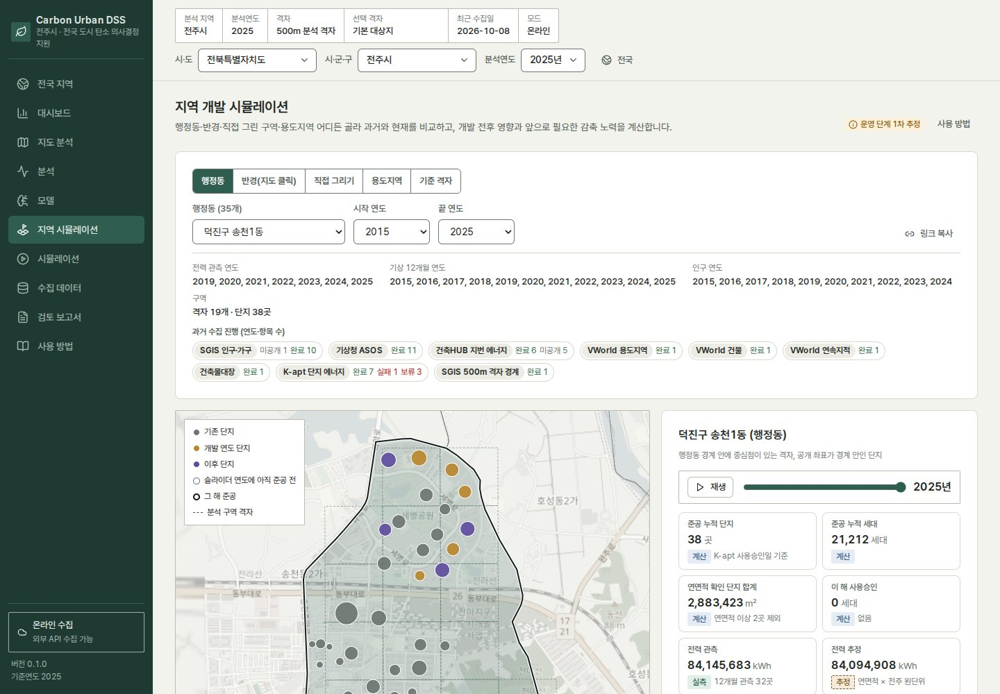 Carbon Urban DSS
전주시 · 전국 도시 탄소 의사결정
지원
전국 지역
대시보드
지도 분석
분석
모델
지역 시뮬레이션
시뮬레이션
수집 데이터
검토 보고서
사용 방법
온라인 수집
외부 API 수집 가능
버전 0.1.0
기준연도 2025
분석 지역
전주시
분석연도
2025
격자
500m 분석 격자
선택 격자
기본 대상지
최근 수집일
2026-10-08
모드
온라인
시·도 전북특별자치도 시·군·구 전주시 분석연도 2025년 전국
지역 개발 시뮬레이션
행정동·반경·직접 그린 구역·용도지역 어디든 골라 과거와 현재를 비교하고, 개발 전후 영향과 앞으로 필요한 감축 노력을 계산합니다.
운영 단계 1차 추정 사용 방법
행정동 반경(지도 클릭) 직접 그리기 용도지역 기준 격자
행정동 (35개) 시작 연도 끝 연도
덕진구 송천1동 2015 2025
링크 복사
전력 관측 연도
2019, 2020, 2021, 2022, 2023, 2024, 2025
기상 12개월 연도
2015, 2016, 2017, 2018, 2019, 2020, 2021, 2022, 2023, 2024, 2025
인구 연도
2015, 2016, 2017, 2018, 2019, 2020, 2021, 2022, 2023, 2024
구역
격자 19개 · 단지 38곳
과거 수집 진행 (연도·항목 수)
SGIS 인구·가구 미공개 1 완료 10
기상청 ASOS 완료 11
건축HUB 지번 에너지 완료 6 미공개 5
VWorld 용도지역 완료 1
VWorld 건물 완료 1
VWorld 연속지적 완료 1
건축물대장 완료 1
K-apt 단지 에너지 완료 7 실패 1 보류 3
SGIS 500m 격자 경계 완료 1
기존 단지
개발 연도 단지
이후 단지
슬라이더 연도에 아직 준공 전
그 해 준공
분석 구역 격자
호성동2가
세병공원
세병로
완주로
전라선
송천동2가
전라선
동부대로
동부대로
26
동부대로
17
21
동산
88 m
덕진구 송천1동 (행정동)
행정동 경계 안에 중심점이 있는 격자, 공개 좌표가 경계 안인 단지
재생 2025년
준공 누적 단지
38 곳
계산 K-apt 사용승인일 기준
준공 누적 세대
21,212 세대
계산
연면적 확인 단지 합계
2,883,423 m²
계산 연면적 이상 2곳 제외
이 해 사용승인
0 세대
계산 없음
전력 관측
84,145,683 kWh
실측 12개월 관측 32곳
전력 추정
84,094,908 kWh
추정 연면적 × 전주 원단위